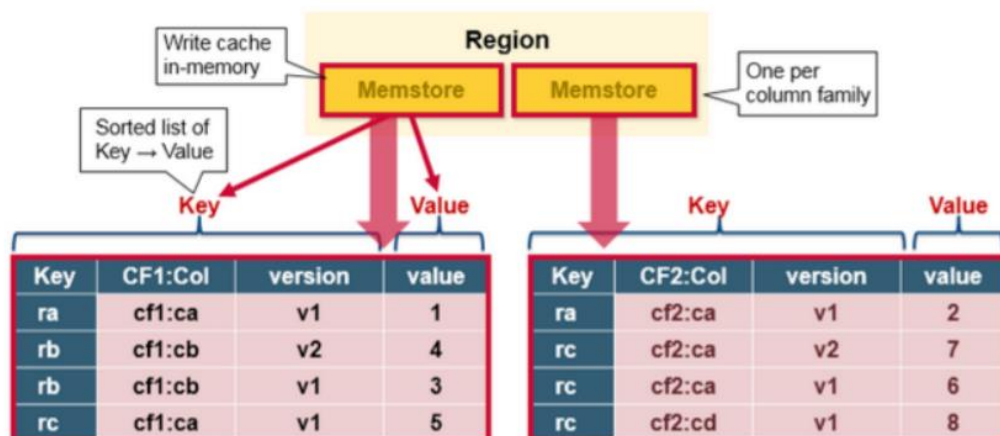 Region
Write cache
in-memory
Memstore
Memstore
One per
column family
Sorted list of
Key → Value
Key
Value
Key
Value
Key CF1:Col version value
ra cf1:ca v1 1
rb cf1:cb v2 4
rb cf1:cb v1 3
rc cf1:ca v1 5
Key CF2:Col version value
ra cf2:ca v1 2
rc cf2:ca v2 7
rc cf2:ca v1 6
rc cf2:cd v1 8